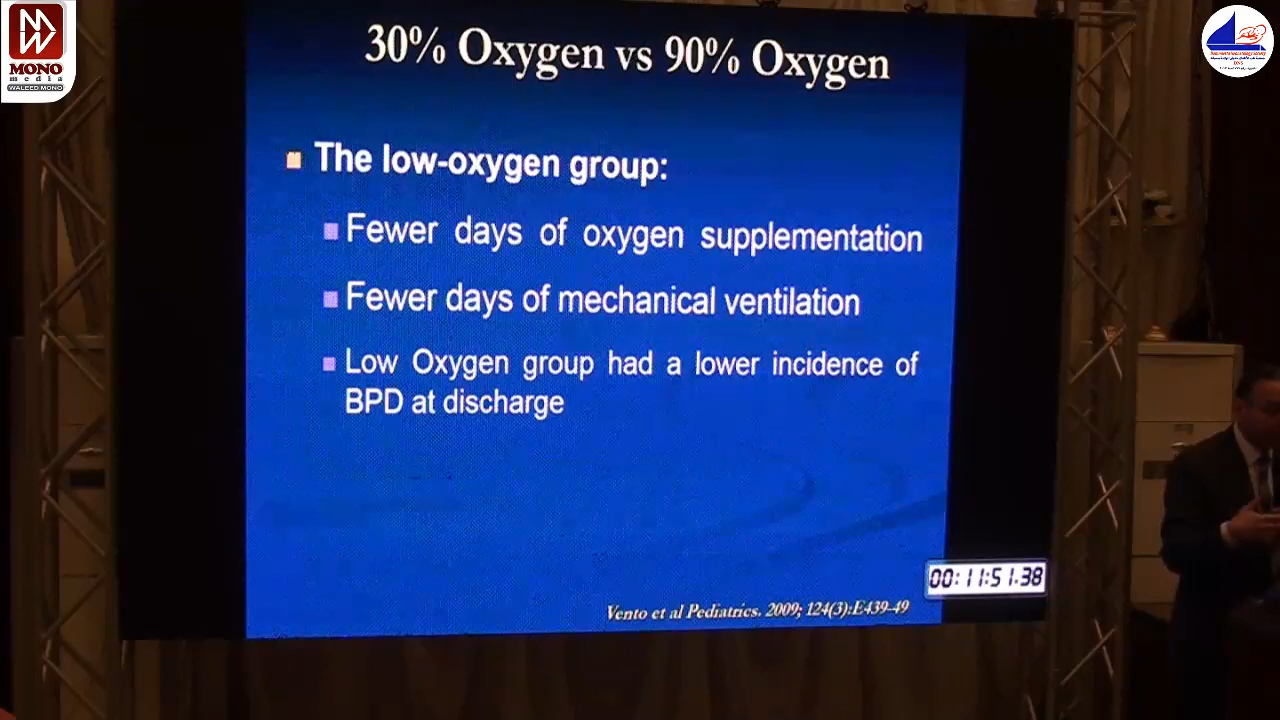 MONO
media
WALEED MONO
30% Oxygen vs 90% Oxygen
The low-oxygen group:
Fewer days of oxygen supplementation
Fewer days of mechanical ventilation
Low Oxygen group had a lower incidence of
BPD at discharge
00:11:51.38
Vento et al Pediatrics. 2009; 124(3):E439-49
DNS